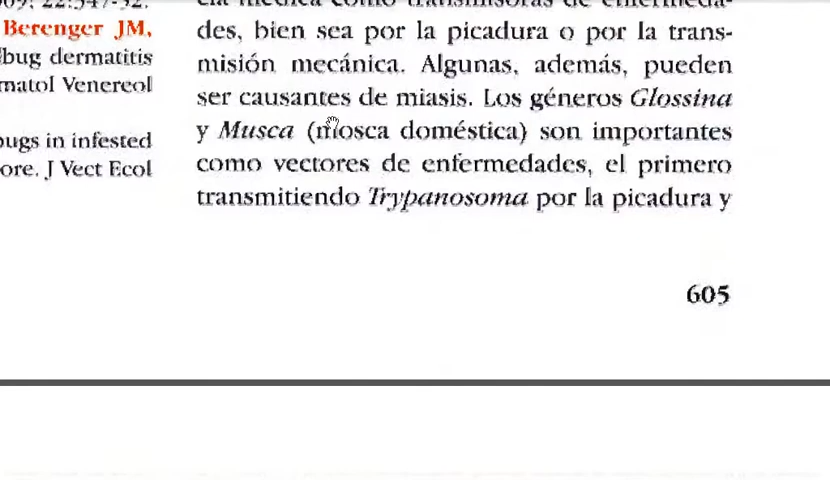 Berenger JM,
bug dermatitis
matol Venereol
bugs in infested
ore. J Vect Ecol
des, bien sea por la picadura o por la trans-
misión mecánica. Algunas, además, pueden
ser causantes de miasis. Los géneros Glossina
y Musca (mosca doméstica) son importantes
como vectores de enfermedades, el primero
transmitiendo Trypanosoma por la picadura y
605